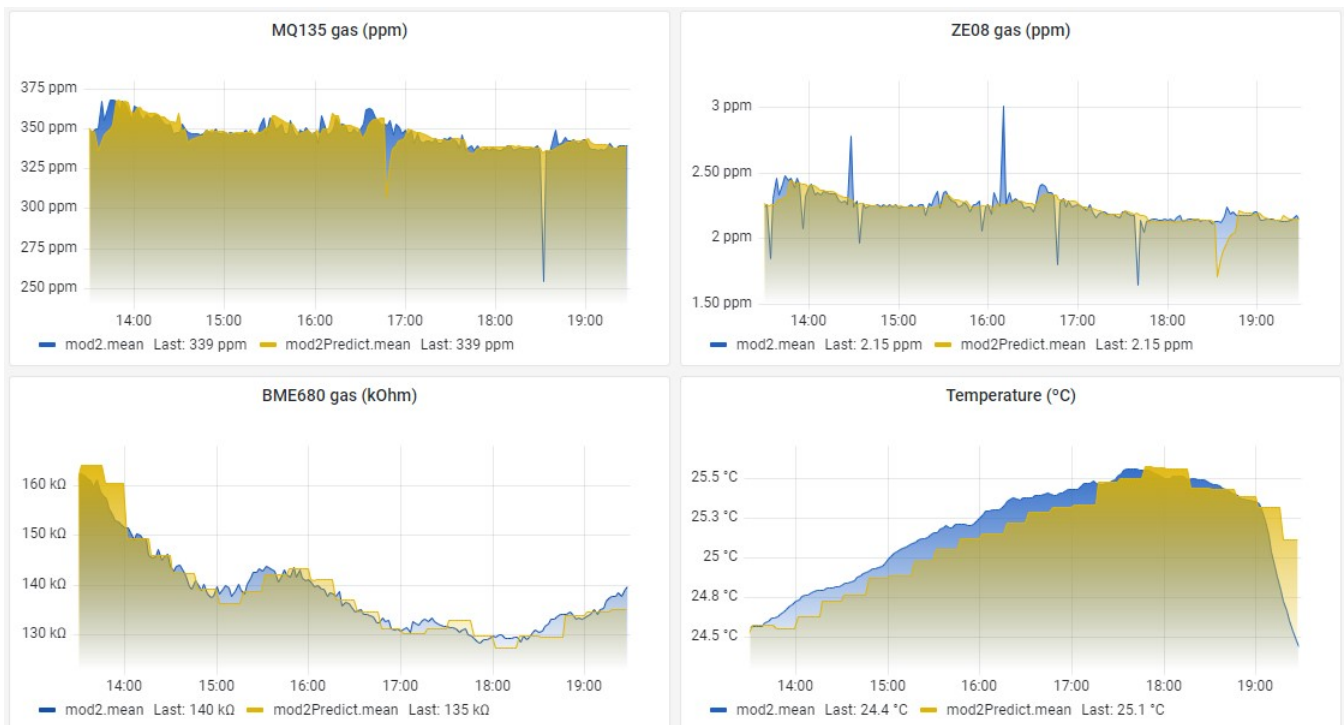 MQ135 gas (ppm)
375 ppm
350 ppm
325 ppm
300 ppm
275 ppm
250 ppm
14:00 15:00 16:00 17:00 18:00 19:00
mod2.mean Last: 339 ppm mod2Predict.mean Last: 339 ppm
ZE08 gas (ppm)
3 ppm
2.50 ppm
2 ppm
1.50 ppm
14:00 15:00 16:00 17:00 18:00 19:00
mod2.mean Last: 2.15 ppm mod2Predict.mean Last: 2.15 ppm
BME680 gas (kOhm)
160 kΩ
150 kΩ
140 kΩ
130 kΩ
14:00 15:00 16:00 17:00 18:00 19:00
mod2.mean Last: 140 kΩ mod2Predict.mean Last: 135 kΩ
Temperature (ºC)
25.5 °C
25.3 °C
25 °C
24.8 °C
24.5 °C
14:00 15:00 16:00 17:00 18:00 19:00
mod2.mean Last: 24.4 °C mod2Predict.mean Last: 25.1 °C